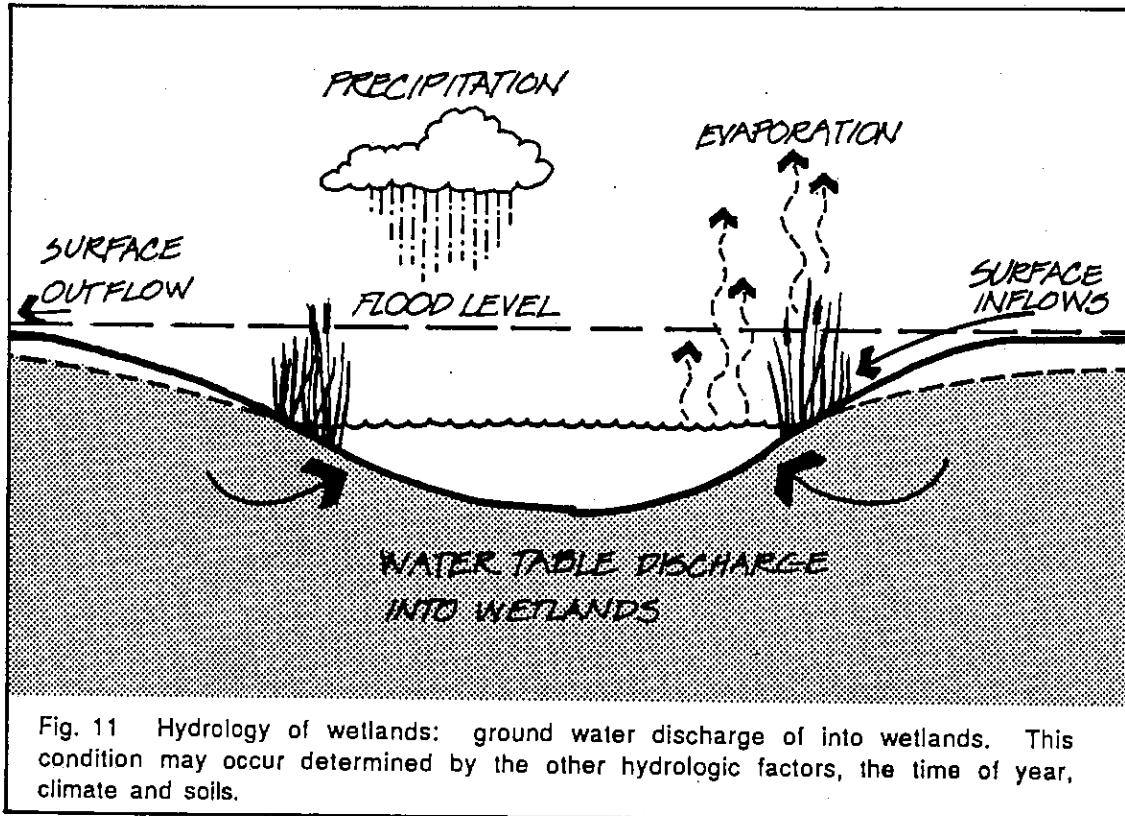 PRECIPITATION
EVAPORATION
SURFACE
OUTFLOW
FLOOD LEVEL
SURFACE
INFLOWS
WATER TABLE DISCHARGE
INTO WETLANDS
Fig. 11 Hydrology of wetlands: ground water discharge of into wetlands. This
condition may occur determined by the other hydrologic factors, the time of year,
climate and soils.